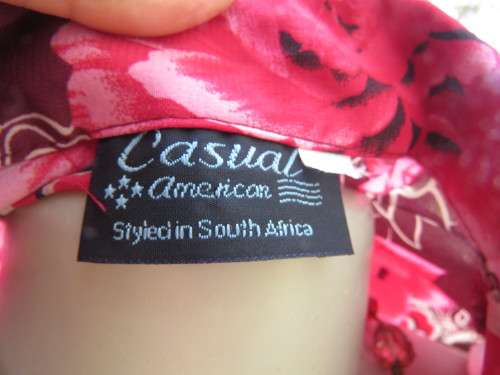 Casual
American
Styled in South Africa